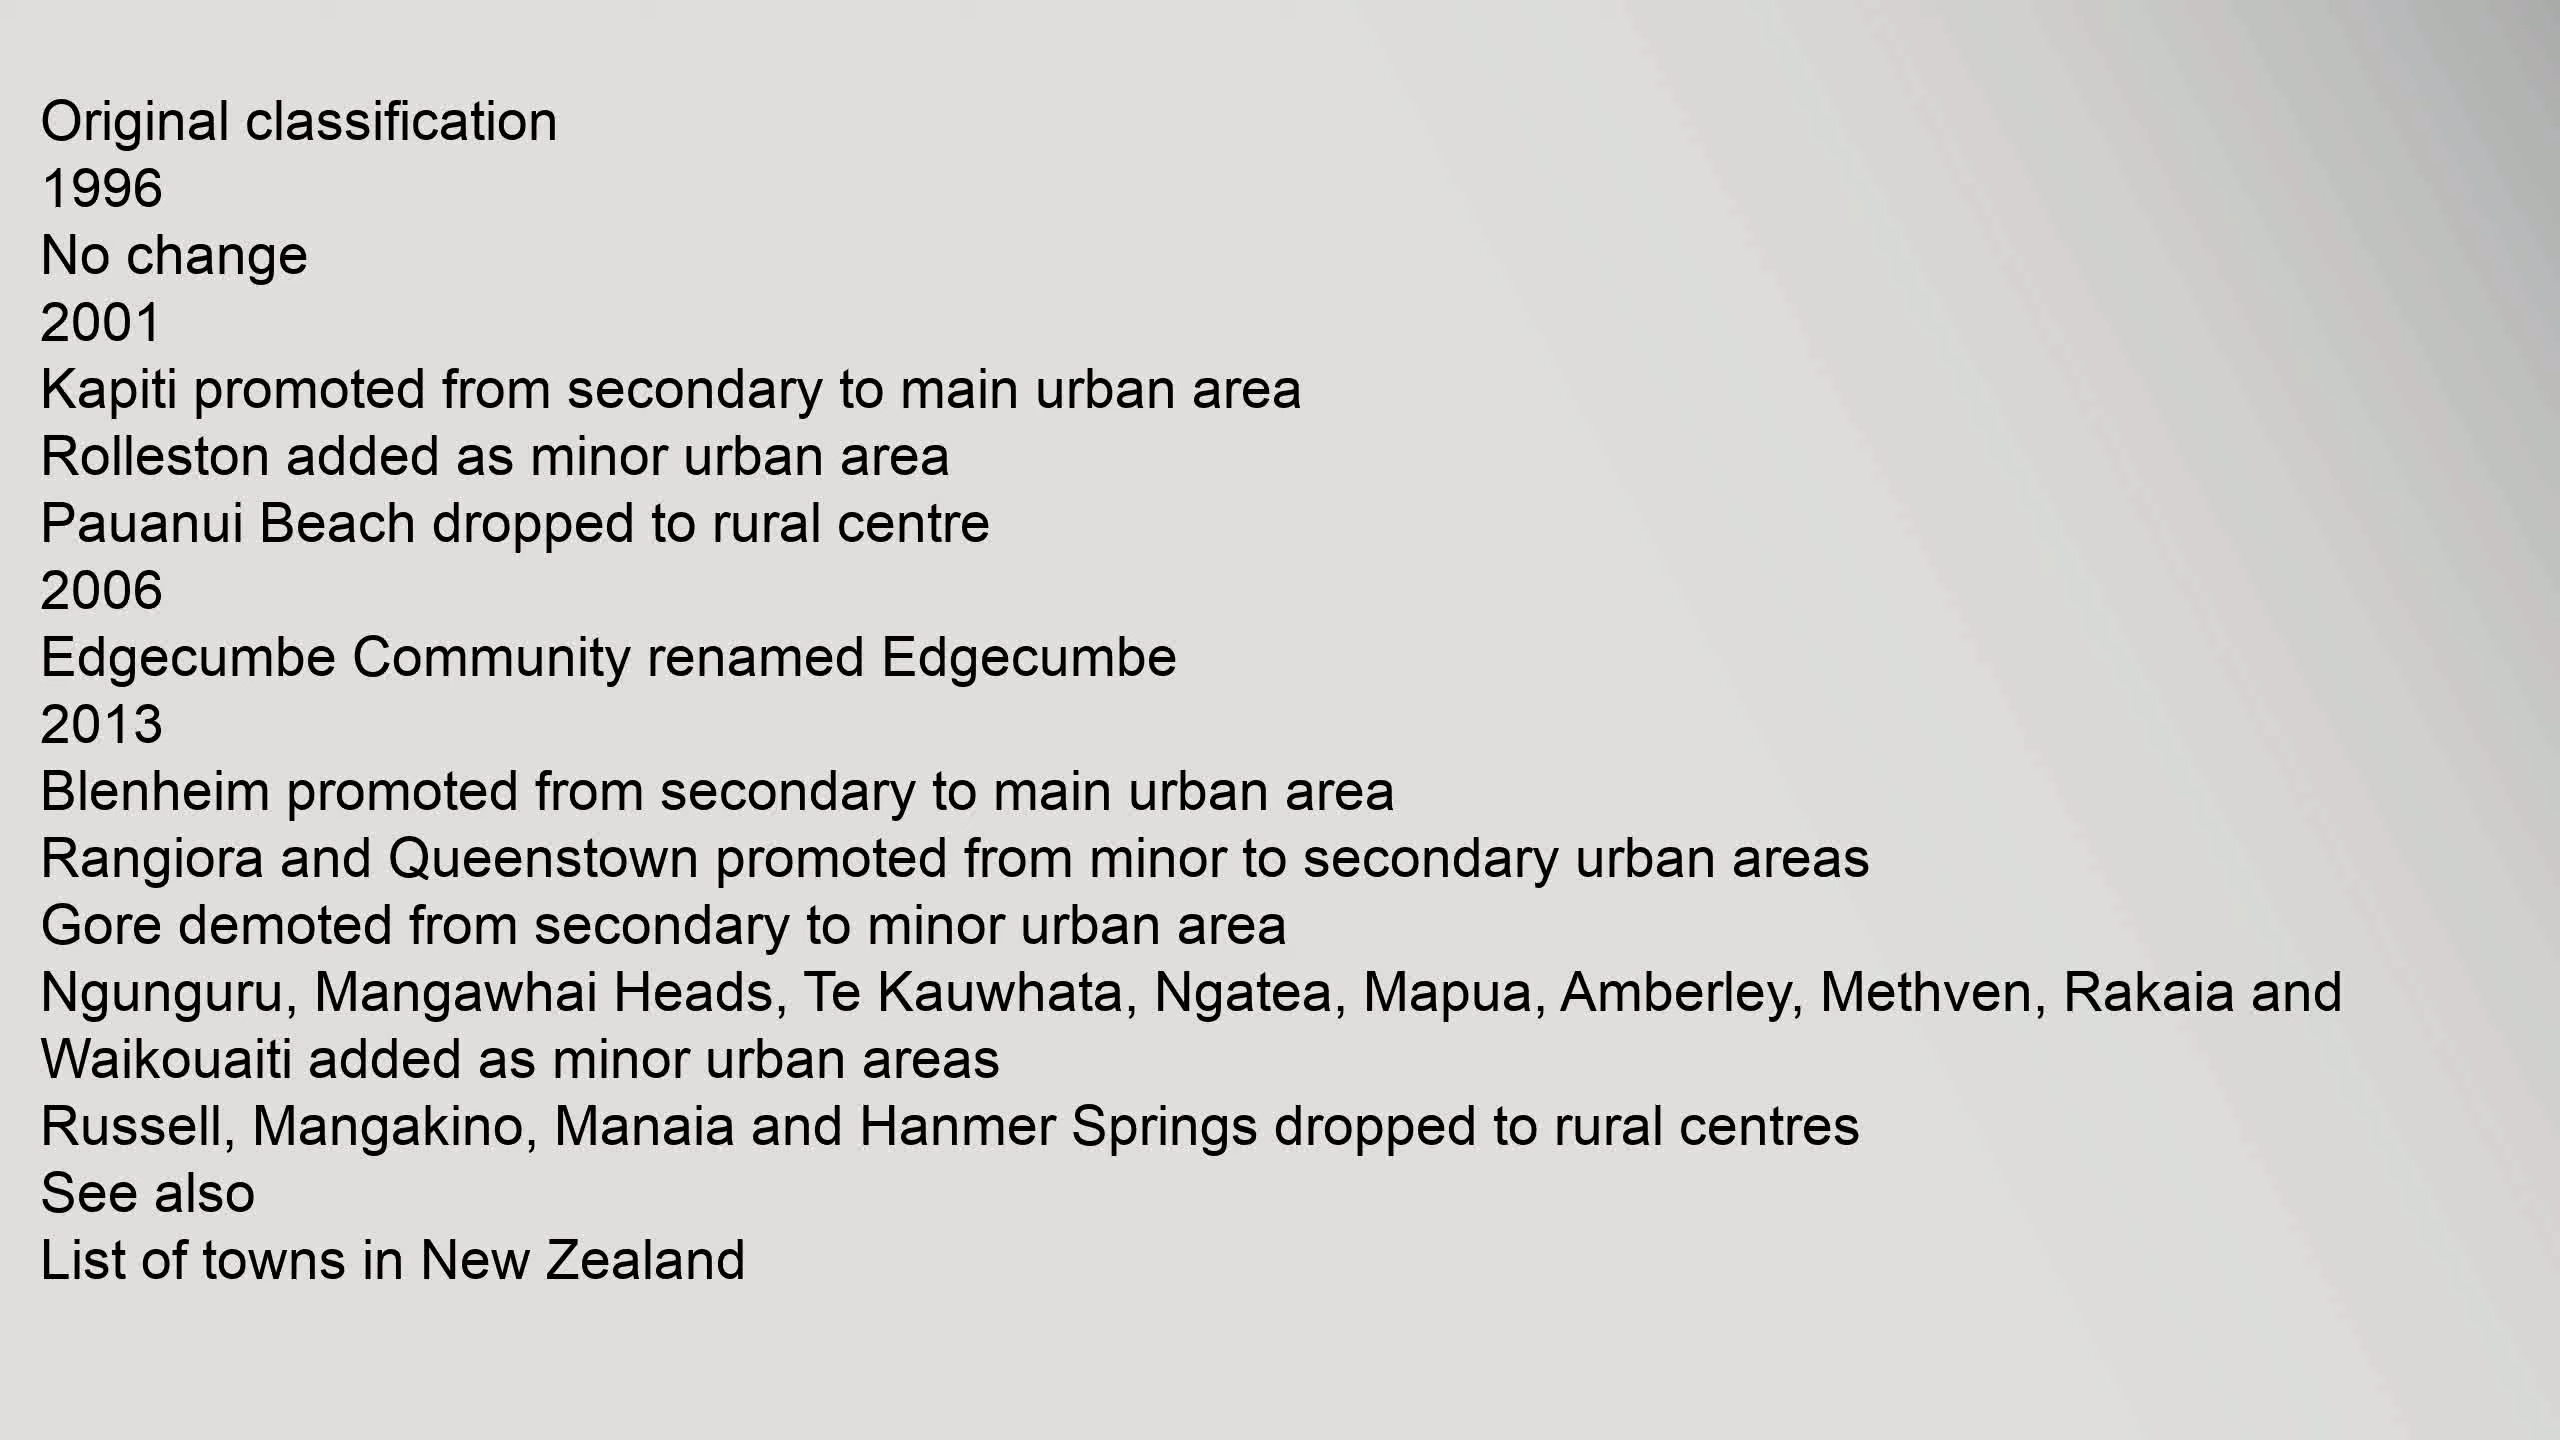 Original classification
1996
No change
2001
Kapiti promoted from secondary to main urban area
Rolleston added as minor urban area
Pauanui Beach dropped to rural centre
2006
Edgecumbe Community renamed Edgecumbe
2013
Blenheim promoted from secondary to main urban area
Rangiora and Queenstown promoted from minor to secondary urban areas
Gore demoted from secondary to minor urban area
Ngunguru, Mangawhai Heads, Te Kauwhata, Ngatea, Mapua, Amberley, Methven, Rakaia and
Waikouaiti added as minor urban areas
Russell, Mangakino, Manaia and Hanmer Springs dropped to rural centres
See also
List of towns in New Zealand